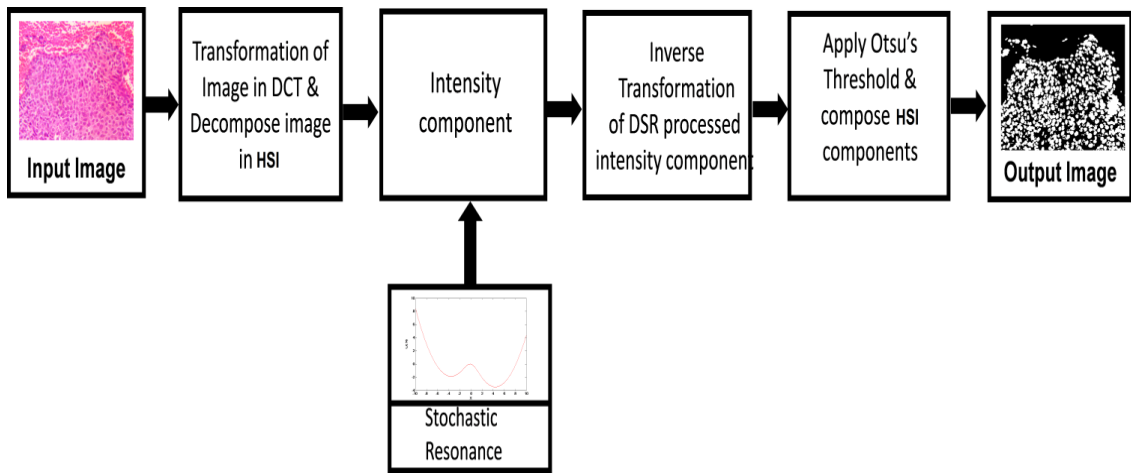 Input Image
Transformation of
Image in DCT &
Decompose image
in HSI
Intensity
component
Inverse
Transformation
of DSR processed
intensity component
Apply Otsu's
Threshold &
compose HSI
components
Output Image
Stochastic
Resonance